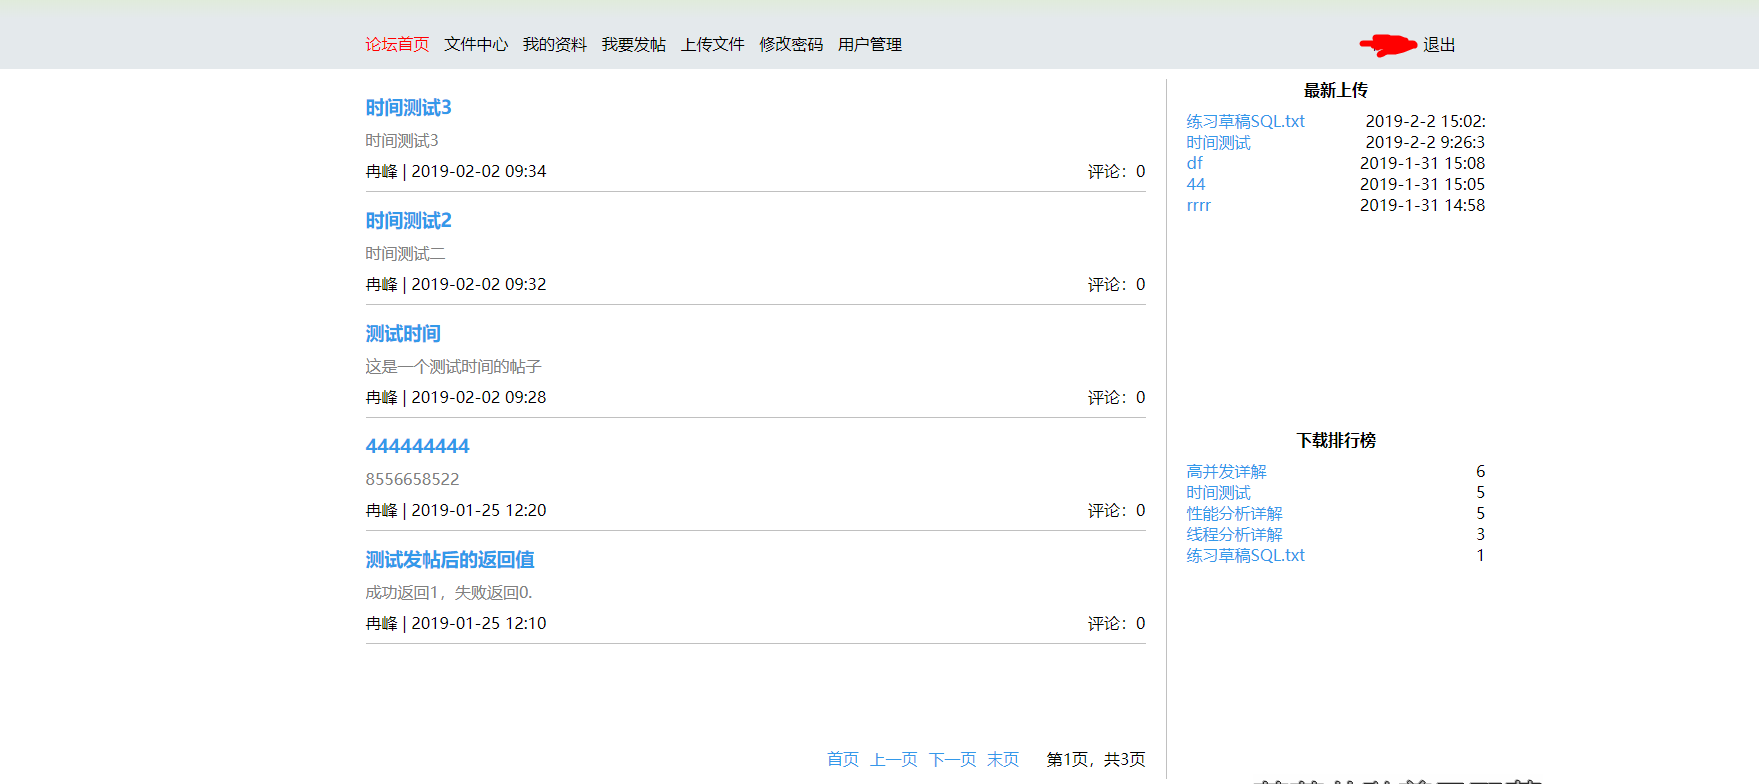 论坛首页 文件中心 我的资料 我要发帖 上传文件 修改密码 用户管理 退出
时间测试3
时间测试3
冉峰 | 2019-02-02 09:34 评论：0
时间测试2
时间测试二
冉峰 | 2019-02-02 09:32 评论：0
测试时间
这是一个测试时间的帖子
冉峰 | 2019-02-02 09:28 评论：0
444444444
8556658522
冉峰 | 2019-01-25 12:20 评论：0
测试发帖后的返回值
成功返回1，失败返回0.
冉峰 | 2019-01-25 12:10 评论：0
首页 上一页 下一页 末页 第1页，共3页
最新上传
练习草稿SQL.txt 2019-2-2 15:02:
时间测试 2019-2-2 9:26:3
df 2019-1-31 15:08
44 2019-1-31 15:05
rrrr 2019-1-31 14:58
下载排行榜
高并发详解 6
时间测试 5
性能分析详解 5
线程分析详解 3
练习草稿SQL.txt 1